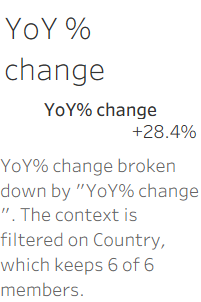 YoY %
change
YoY% change
+28.4%
YoY% change broken
down by "YoY% change
". The context is
filtered on Country,
which keeps 6 of 6
members.